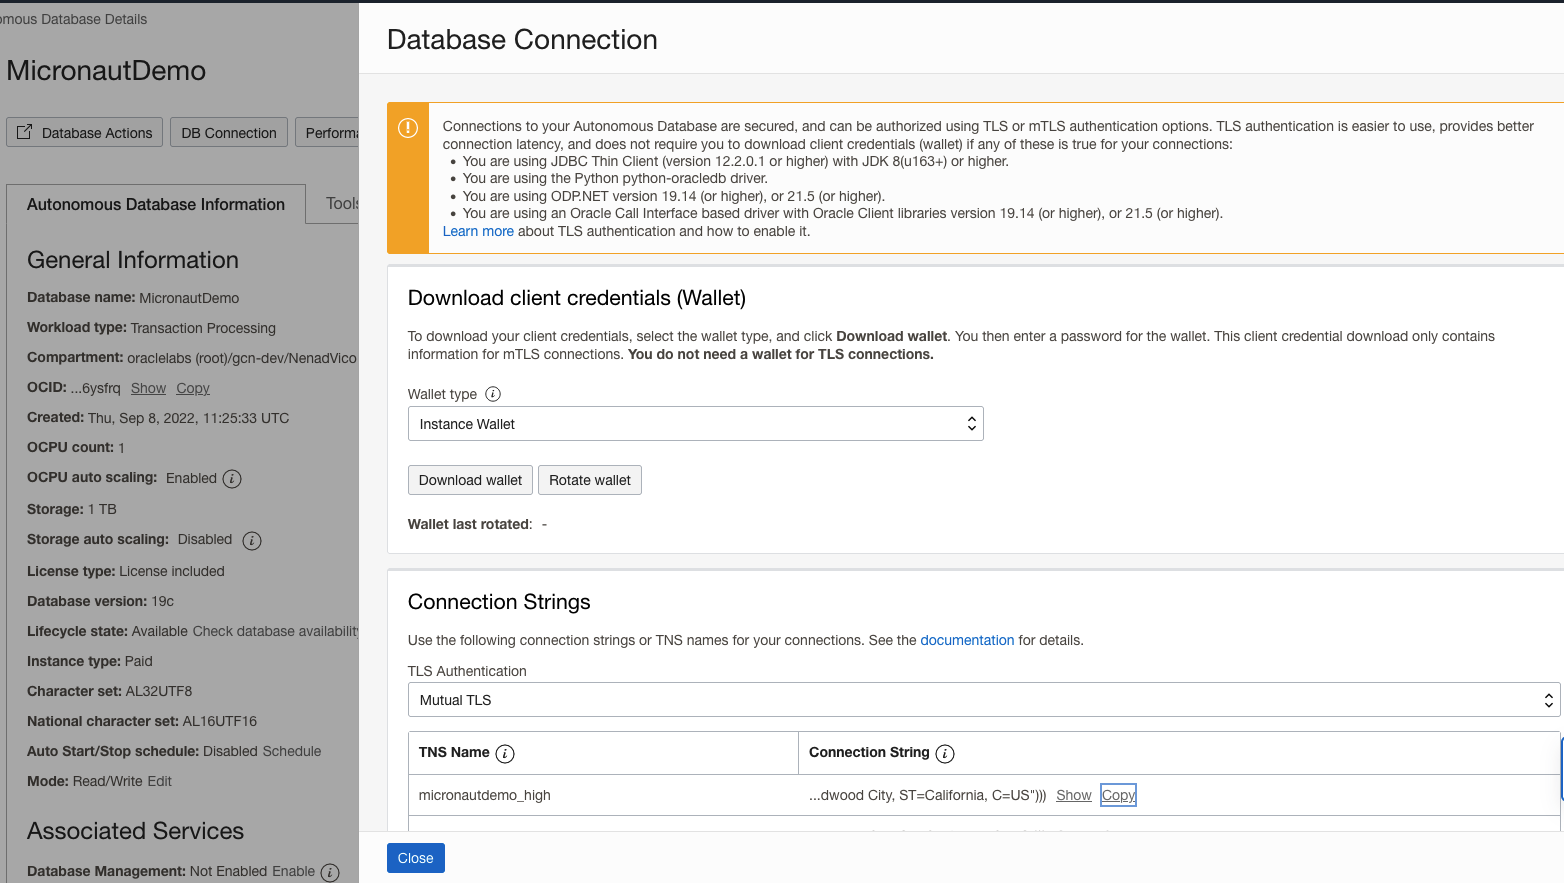 omous Database Details
MicronautDemo
Database Actions
DB Connection
Performa
Autonomous Database Information
Tools
General Information
Database name: MicronautDemo
Workload type: Transaction Processing
Compartment: oraclelabs (root)/gcn-dev/NenadVico
OCID: ...6ysfrq Show Copy
Created: Thu, Sep 8, 2022, 11:25:33 UTC
OCPU count: 1
OCPU auto scaling: Enabled
Storage: 1 TB
Storage auto scaling: Disabled
License type: License included
Database version: 19c
Lifecycle state: Available Check database availability
Instance type: Paid
Character set: AL32UTF8
National character set: AL16UTF16
Auto Start/Stop schedule: Disabled Schedule
Mode: Read/Write Edit
Associated Services
Database Management: Not Enabled Enable
Database Connection
Connections to your Autonomous Database are secured, and can be authorized using TLS or mTLS authentication options. TLS authentication is easier to use, provides better
connection latency, and does not require you to download client credentials (wallet) if any of these is true for your connections:
• You are using JDBC Thin Client (version 12.2.0.1 or higher) with JDK 8(u163+) or higher.
• You are using the Python python-oracledb driver.
• You are using ODP.NET version 19.14 (or higher), or 21.5 (or higher).
• You are using an Oracle Call Interface based driver with Oracle Client libraries version 19.14 (or higher), or 21.5 (or higher).
Learn more about TLS authentication and how to enable it.
Download client credentials (Wallet)
To download your client credentials, select the wallet type, and click Download wallet. You then enter a password for the wallet. This client credential download only contains
information for mTLS connections. You do not need a wallet for TLS connections.
Wallet type
Instance Wallet
Download wallet
Rotate wallet
Wallet last rotated: -
Connection Strings
Use the following connection strings or TNS names for your connections. See the documentation for details.
TLS Authentication
Mutual TLS
TNS Name
Connection String
micronautdemo_high
...dwood City, ST=California, C=US"))) Show Copy
Close